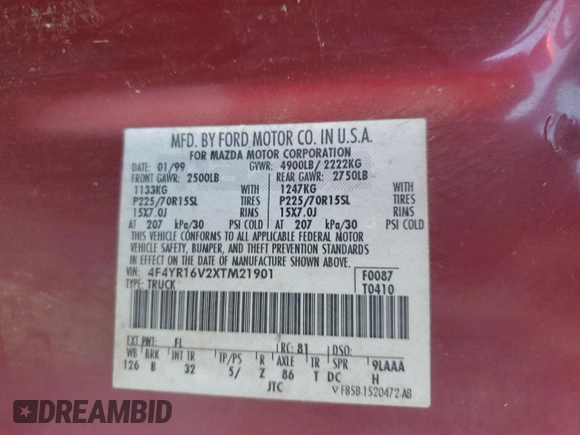 MFD. BY FORD MOTOR CO. IN U.S.A.
FOR MAZDA MOTOR CORPORATION
DATE: 01/99 GVWR: 4900LB/ 2222KG
FRONT GAWR: 2500LB REAR GAWR: 2750LB
1133KG WITH 1247KG WITH
P225/70R15SL TIRES P225/70R15SL TIRES
15X7.0J RIMS 15X7.0J RIMS
AT 207 kPa/30 PSI COLD AT 207 kPa/30 PSI COLD
THIS VEHICLE CONFORMS TO ALL APPLICABLE FEDERAL MOTOR
VEHICLE SAFETY, BUMPER, AND THEFT PREVENTION STANDARDS
IN EFFECT ON THE DATE OF MANUFACTURE SHOWN ABOVE.
VIN: 4F4YR16V2XTM21901 F0087
TYPE: TRUCK T0410
EXT PNT: FL RC: 81 DSO:
WB BRK INT TR TP/PS R AXLE TR SPR 9LAAA
126 B 32 5/ Z 86 T DC H
JTC F85B-1520472-AB
DREAMBID